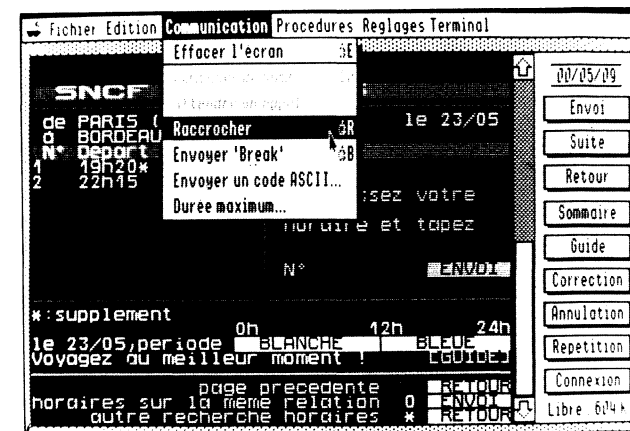 Fichier Edition Communication Procedures Reglages Terminal
Effacer l'ecran
Raccrocher
Envoyer 'Break'
Envoyer un code ASCII...
Durée maximum...
SNCF
de PARIS (
à BORDEAU
le 23/05
N° Départ
1 19h20*
2 22h15
ssez votre
horaire et tapez
N° ENVOI
*:supplement
0h 12h 24h
le 23/05,periode BLANCHE BLEUE
Voyagez au meilleur moment ! [GUIDE]
page precedente RETOUR
horaires sur la meme relation 0 ENVOI
autre recherche horaires * RETOUR
00/05/09
Envoi
Suite
Retour
Sommaire
Guide
Correction
Annulation
Repetition
Connexion
Libre : 604 k